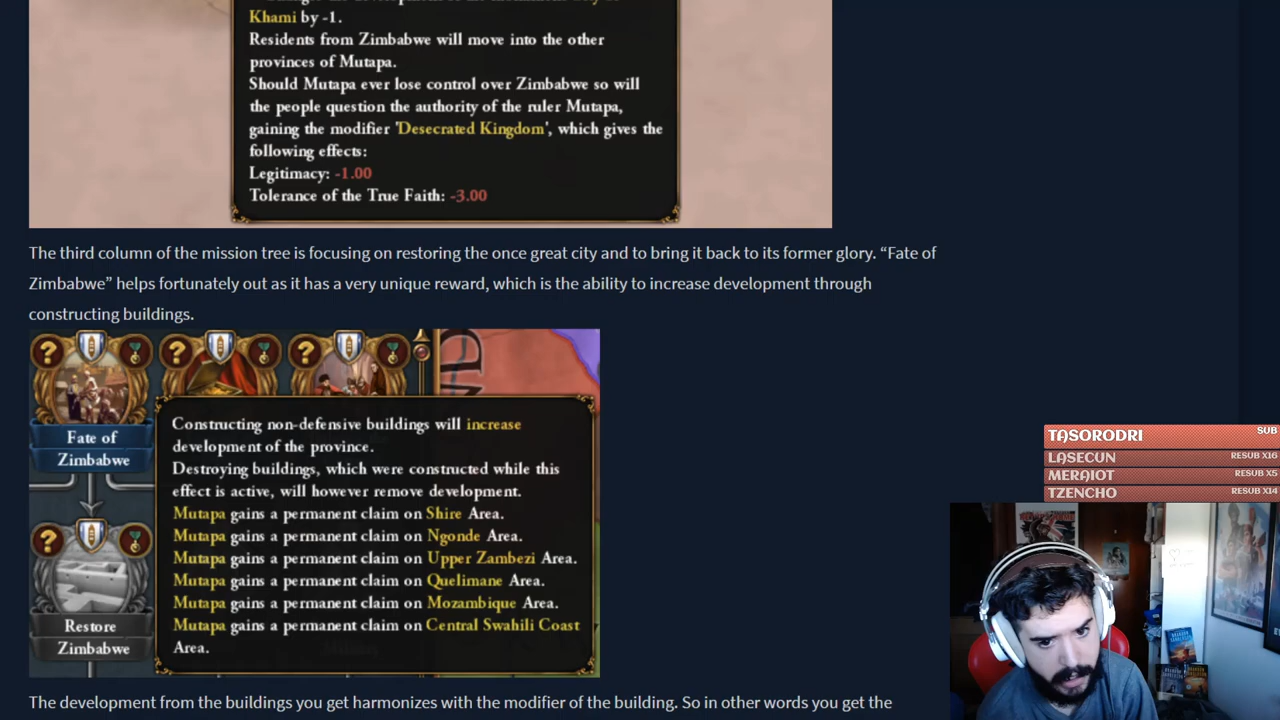 Khami by -1.
Residents from Zimbabwe will move into the other
provinces of Mutapa.
Should Mutapa ever lose control over Zimbabwe so will
the people question the authority of the ruler Mutapa,
gaining the modifier 'Desecrated Kingdom', which gives the
following effects:
Legitimacy: -1.00
Tolerance of the True Faith: -3.00
The third column of the mission tree is focusing on restoring the once great city and to bring it back to its former glory. “Fate of
Zimbabwe” helps fortunately out as it has a very unique reward, which is the ability to increase development through
constructing buildings.
Fate of
Zimbabwe
Constructing non-defensive buildings will increase
development of the province.
Destroying buildings, which were constructed while this
effect is active, will however remove development.
Mutapa gains a permanent claim on Shire Area.
Mutapa gains a permanent claim on Ngonde Area.
Mutapa gains a permanent claim on Upper Zambezi Area.
Mutapa gains a permanent claim on Quelimane Area.
Mutapa gains a permanent claim on Mozambique Area.
Mutapa gains a permanent claim on Central Swahili Coast
Area.
Restore
Zimbabwe
The development from the buildings you get harmonizes with the modifier of the building. So in other words you get the
TASORODRI SUB
LASECUN RESUB X16
MERAIOT RESUB X5
TZENCHO RESUB X14